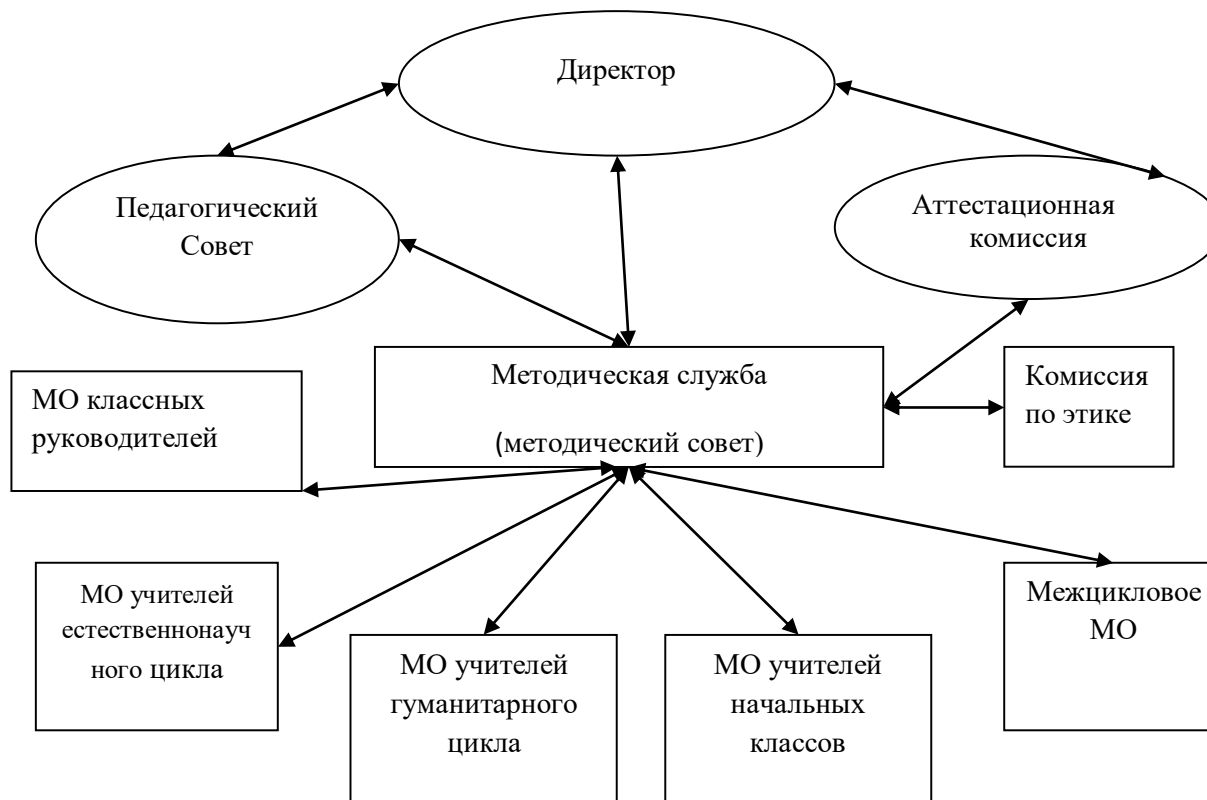 Директор
Педагогический
Совет
Аттестационная
комиссия
Методическая служба
(методический совет)
Комиссия
по этике
МО классных
руководителей
МО учителей
естественнонауч
ного цикла
МО учителей
гуманитарного
цикла
МО учителей
начальных
классов
Межцикловое
МО